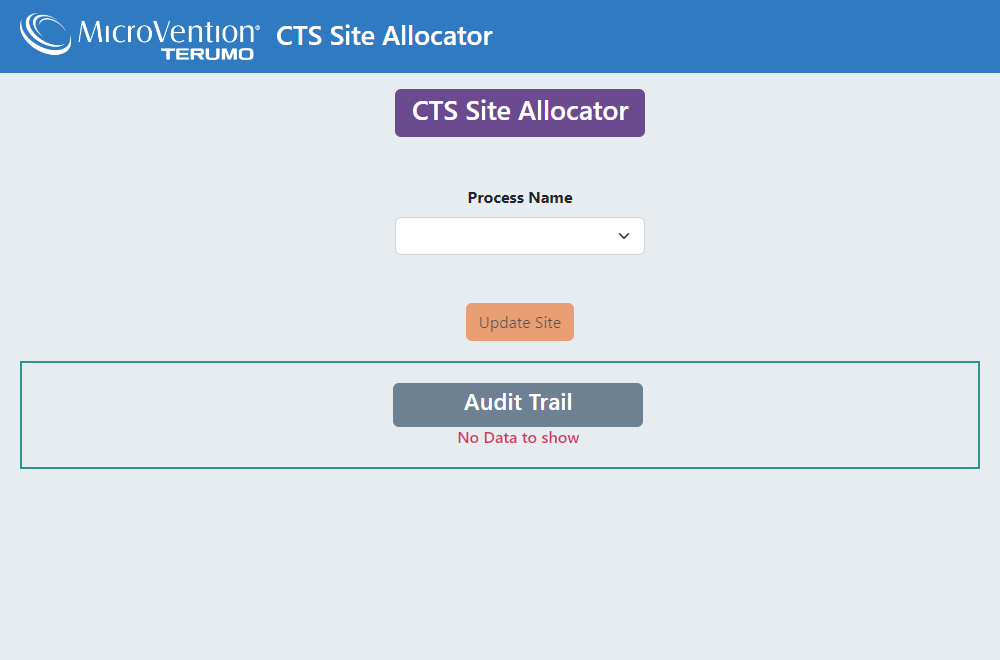 MicroVention®
TERUMO
CTS Site Allocator
CTS Site Allocator
Process Name
Update Site
Audit Trail
No Data to show